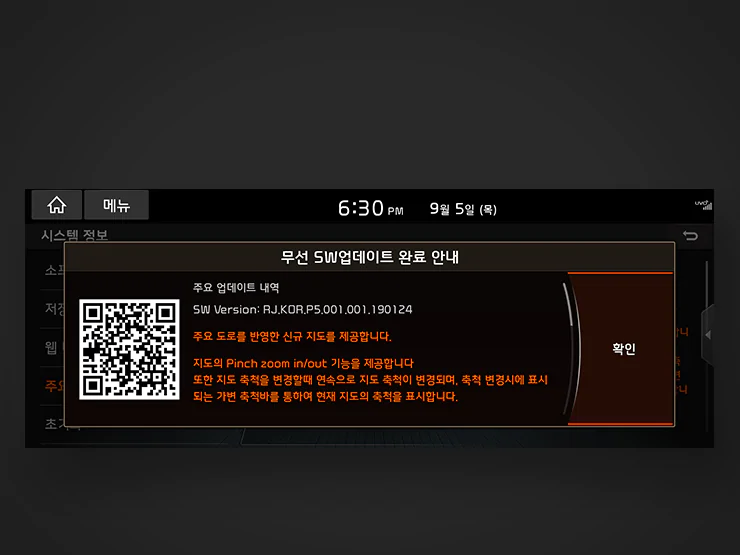 메뉴
6:30 PM 9월 5일 (목)
UVO
시스템 정보
무선 SW업데이트 완료 안내
주요 업데이트 내역
SW Version: RJ.KOR.P5.001.001.190124
주요 도로를 반영한 신규 지도를 제공합니다.
지도의 Pinch zoom in/out 기능을 제공합니다
또한 지도 축척을 변경할때 연속으로 지도 축척이 변경되며, 축척 변경시에 표시
되는 가변 축척바를 통하여 현재 지도의 축척을 표시합니다.
확인
소프
저장
웹
주요
초기